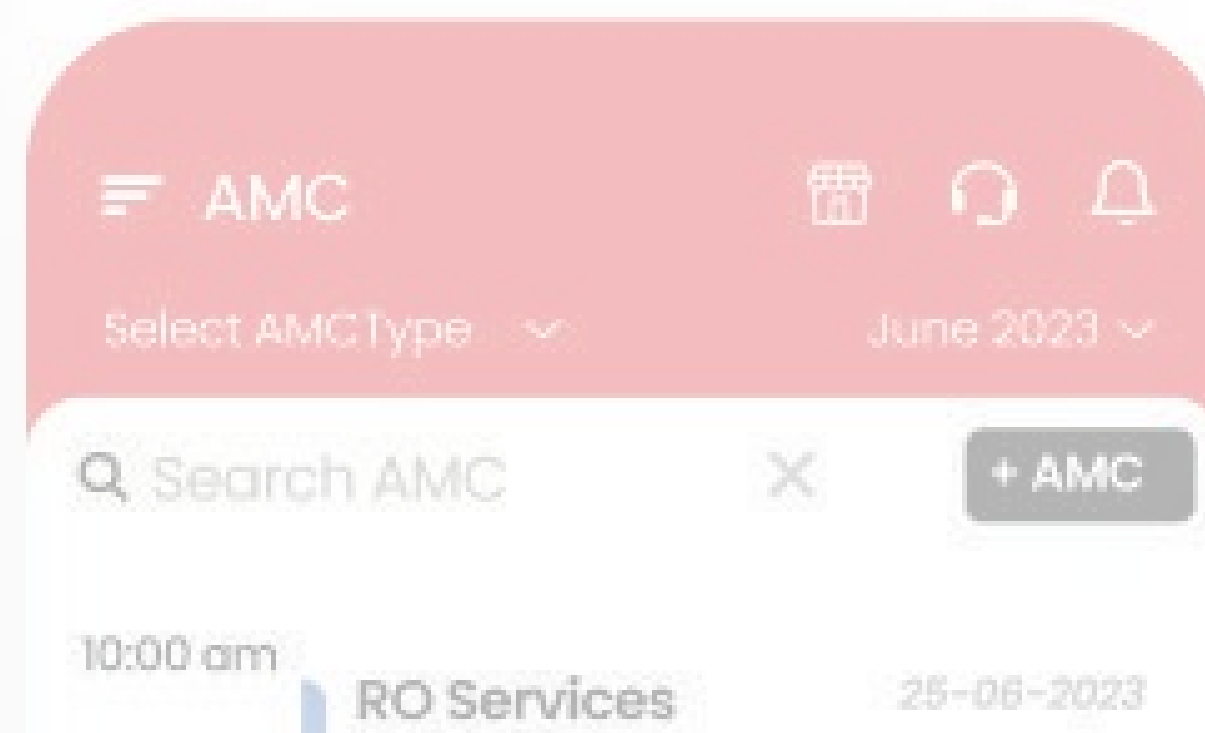 AMC
Select AMC Type
June 2023
Search AMC
+ AMC
10:00 am
RO Services
25-06-2023